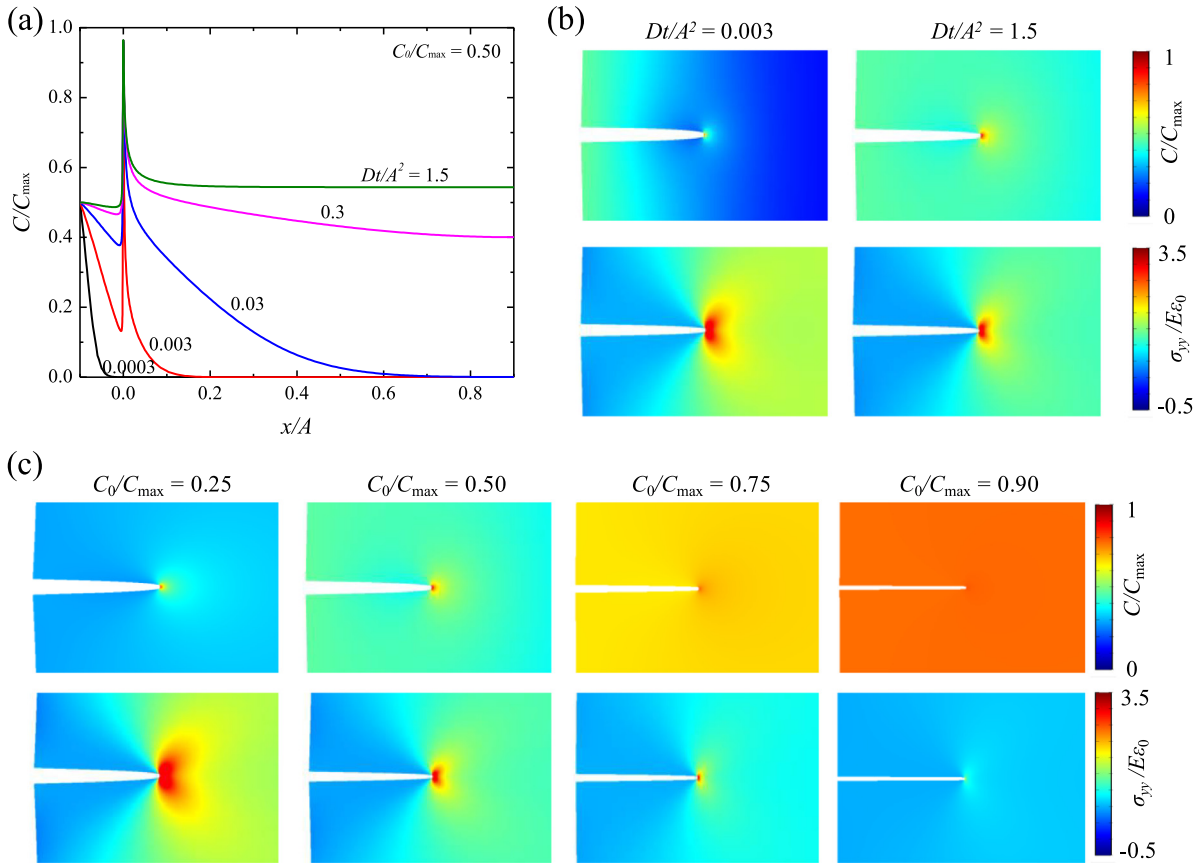 (a)
C₀/Cmax = 0.50
1.0
0.8
0.6
0.4
0.2
0.0
C/Cmax
Dt/A² = 1.5
0.3
0.03
0.003
0.0003
0.0
0.2
0.4
0.6
0.8
x/A
(b)
Dt/A² = 0.003
Dt/A² = 1.5
1
C/Cmax
0
3.5
σyy/Eε₀
-0.5
(c)
C₀/Cmax = 0.25
C₀/Cmax = 0.50
C₀/Cmax = 0.75
C₀/Cmax = 0.90
1
C/Cmax
0
3.5
σyy/Eε₀
-0.5